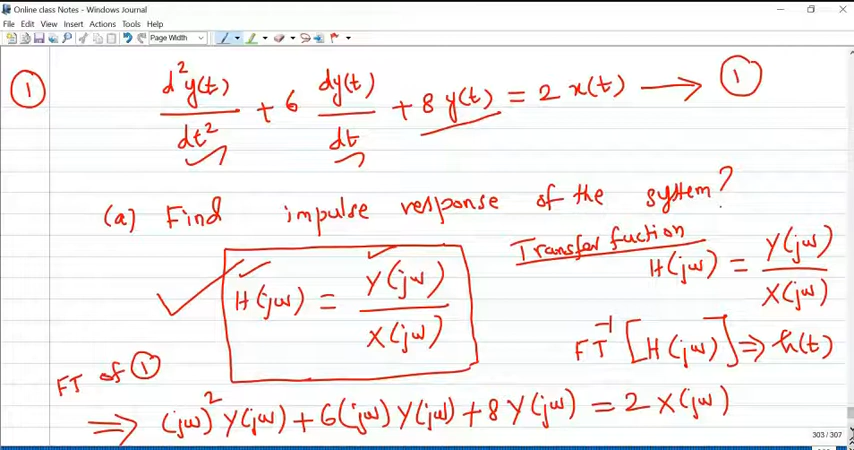 Online class Notes - Windows Journal
File Edit View Insert Actions Tools Help
Page Width
① d²y(t)/dt² + 6 dy(t)/dt + 8 y(t) = 2 x(t) ⟶ ①
(a) Find impulse response of the system?
Transfer fuction
H(jω) = Y(jω)/X(jω)
H(jω) = Y(jω)/X(jω)
FT⁻¹ [H(jω)] ⇒ h(t)
FT of ①
⇒ (jω)² Y(jω) + 6(jω) Y(jω) + 8 Y(jω) = 2 X(jω)
303/307